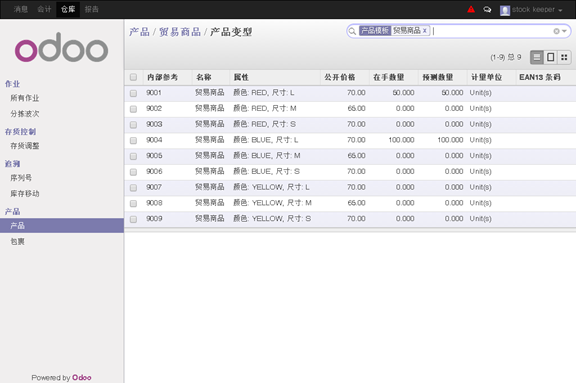 消息 会计 仓库 报告 stock keeper
odoo
作业
所有作业
分拣波次
存货控制
存货调整
追溯
序列号
库存移动
产品
产品
包裹
Powered by Odoo
产品 / 贸易商品 / 产品变型
产品模板 贸易商品 x
(1-9) 总 9
内部参考 名称 属性 公开价格 在手数量 预测数量 计量单位 EAN13 条码
9001 贸易商品 颜色: RED, 尺寸: L 70.00 50.000 50.000 Unit(s)
9002 贸易商品 颜色: RED, 尺寸: M 65.00 0.000 0.000 Unit(s)
9003 贸易商品 颜色: RED, 尺寸: S 70.00 0.000 0.000 Unit(s)
9004 贸易商品 颜色: BLUE, 尺寸: L 70.00 100.000 100.000 Unit(s)
9005 贸易商品 颜色: BLUE, 尺寸: M 65.00 0.000 0.000 Unit(s)
9006 贸易商品 颜色: BLUE, 尺寸: S 70.00 0.000 0.000 Unit(s)
9007 贸易商品 颜色: YELLOW, 尺寸: L 70.00 0.000 0.000 Unit(s)
9008 贸易商品 颜色: YELLOW, 尺寸: M 65.00 0.000 0.000 Unit(s)
9009 贸易商品 颜色: YELLOW, 尺寸: S 70.00 0.000 0.000 Unit(s)